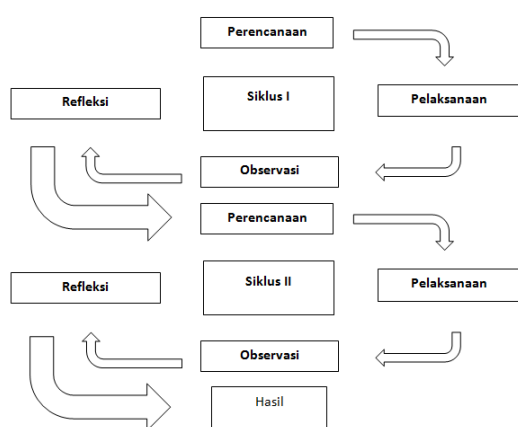 Perencanaan
Refleksi
Siklus I
Pelaksanaan
Observasi
Perencanaan
Refleksi
Siklus II
Pelaksanaan
Observasi
Hasil